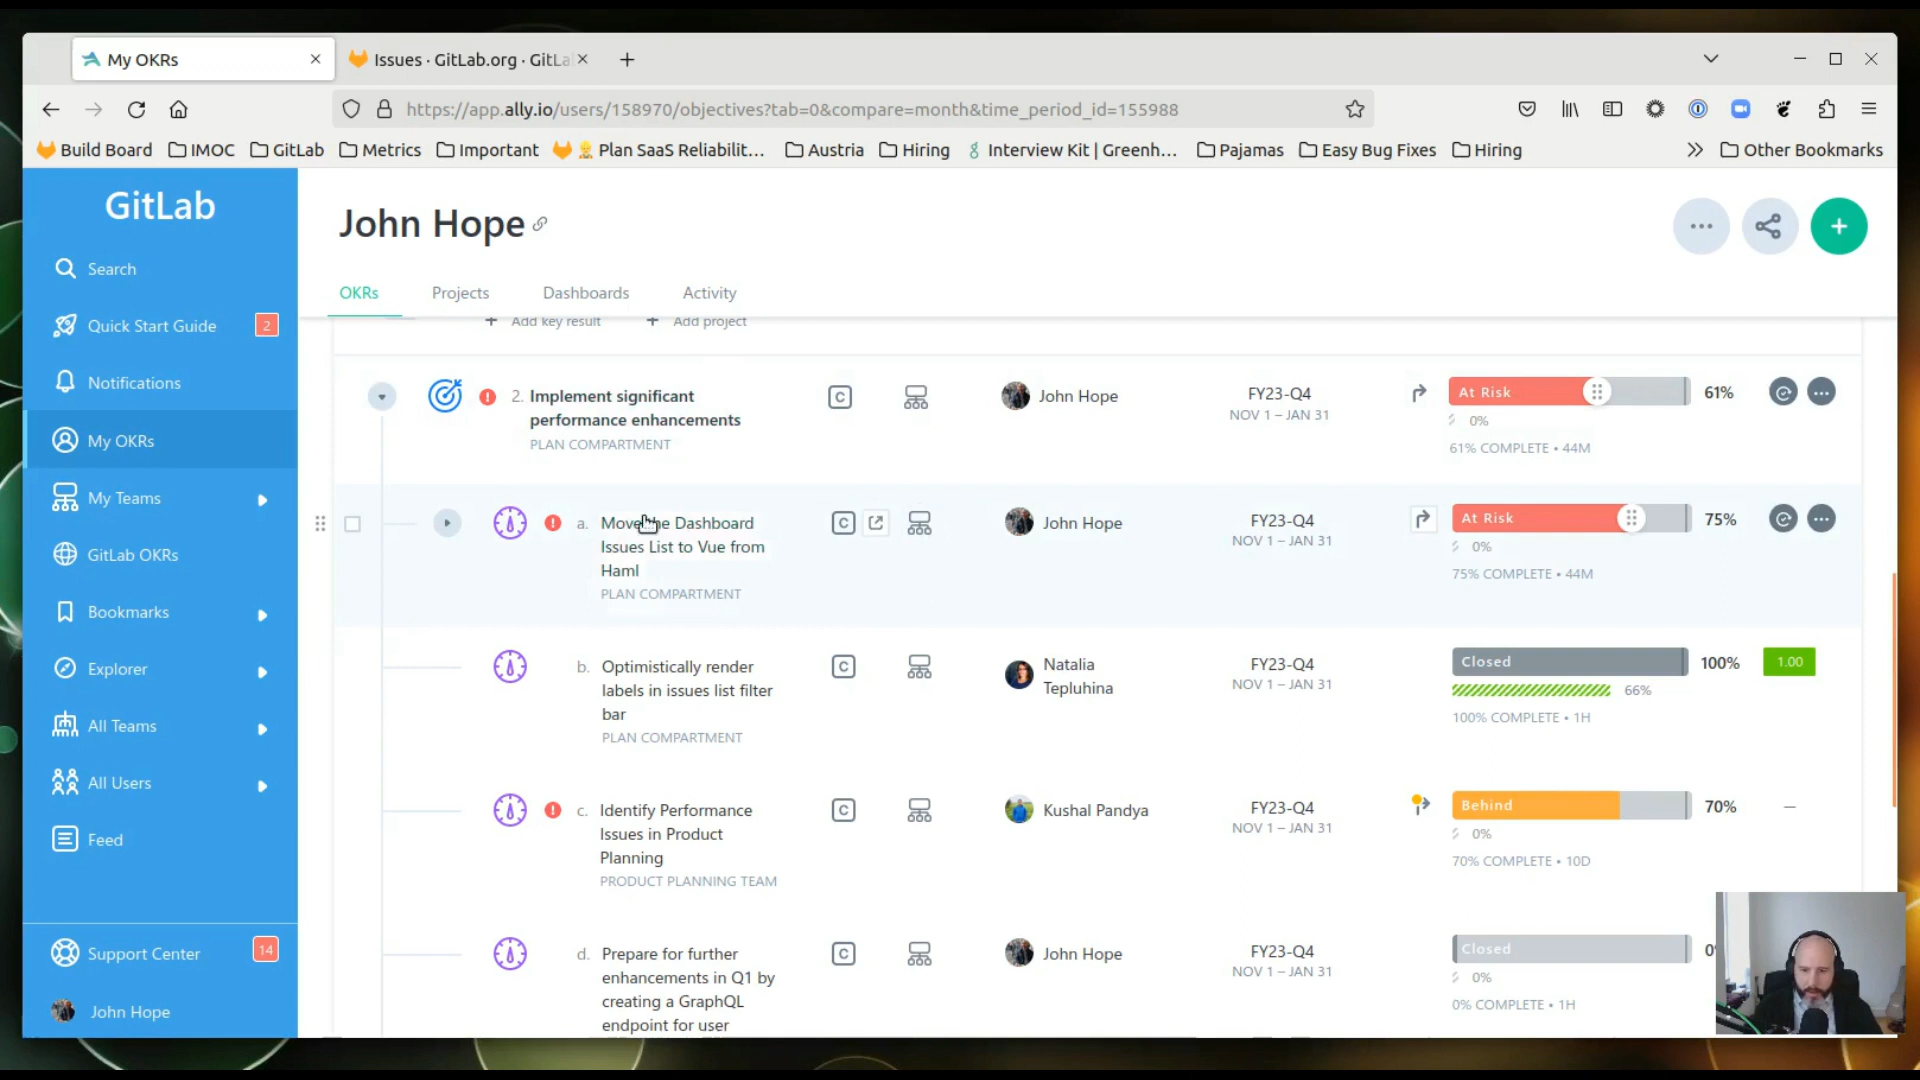 My OKRs
Issues · GitLab.org · GitLa
https://app.ally.io/users/158970/objectives?tab=0&compare=month&time_period_id=155988
Build Board
IMOC
GitLab
Metrics
Important
Plan SaaS Reliabilit...
Austria
Hiring
Interview Kit | Greenh...
Pajamas
Easy Bug Fixes
Hiring
Other Bookmarks
GitLab
Search
Quick Start Guide
2
Notifications
My OKRs
My Teams
GitLab OKRs
Bookmarks
Explorer
All Teams
All Users
Feed
Support Center
14
John Hope
John Hope
OKRs
Projects
Dashboards
Activity
+ Add key result
+ Add project
2. Implement significant
performance enhancements
PLAN COMPARTMENT
C
John Hope
FY23-Q4
NOV 1 – JAN 31
At Risk
61%
0%
61% COMPLETE • 44M
a. Move the Dashboard
Issues List to Vue from
Haml
PLAN COMPARTMENT
C
John Hope
FY23-Q4
NOV 1 – JAN 31
At Risk
75%
0%
75% COMPLETE • 44M
b. Optimistically render
labels in issues list filter
bar
PLAN COMPARTMENT
C
Natalia
Tepluhina
FY23-Q4
NOV 1 – JAN 31
Closed
100%
1.00
66%
100% COMPLETE • 1H
c. Identify Performance
Issues in Product
Planning
PRODUCT PLANNING TEAM
C
Kushal Pandya
FY23-Q4
NOV 1 – JAN 31
Behind
70%
–
0%
70% COMPLETE • 10D
d. Prepare for further
enhancements in Q1 by
creating a GraphQL
endpoint for user
C
John Hope
FY23-Q4
NOV 1 – JAN 31
Closed
0%
0% COMPLETE • 1H